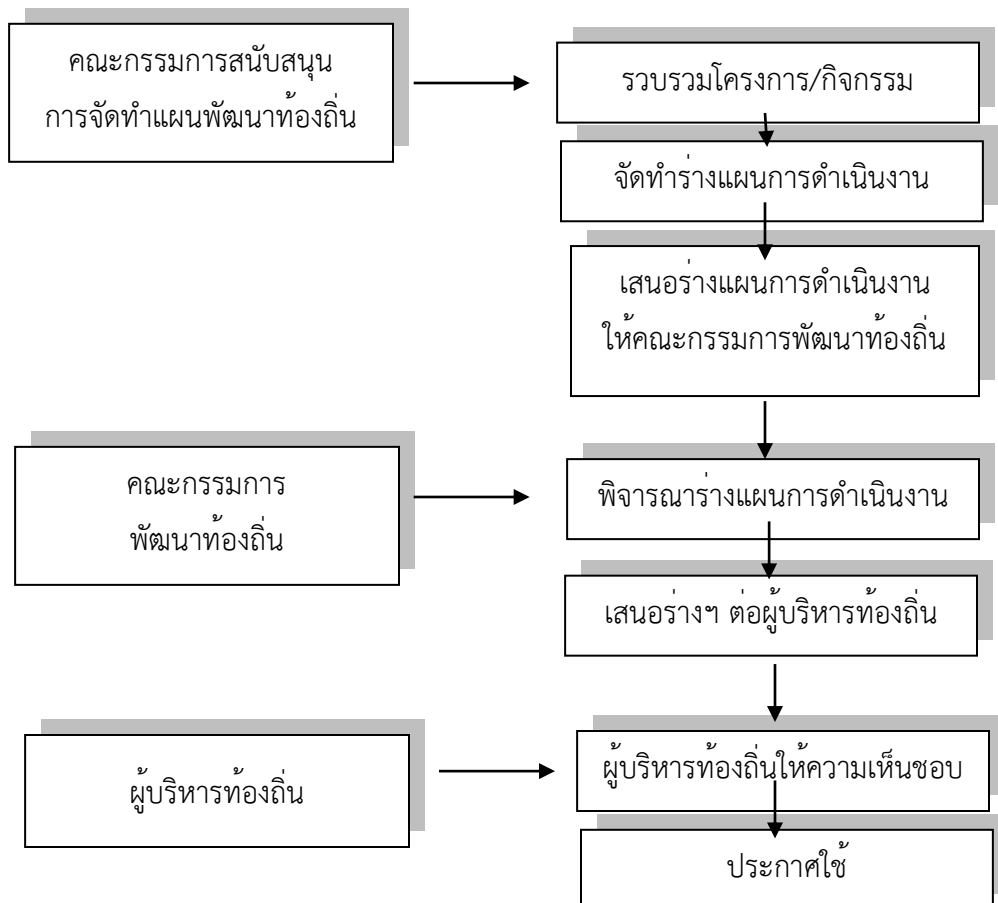 คณะกรรมการสนับสนุน
การจัดทำแผนพัฒนาท้องถิ่น
รวบรวมโครงการ/กิจกรรม
จัดทำร่างแผนการดำเนินงาน
เสนอร่างแผนการดำเนินงาน
ให้คณะกรรมการพัฒนาท้องถิ่น
คณะกรรมการ
พัฒนาท้องถิ่น
พิจารณาร่างแผนการดำเนินงาน
เสนอร่างฯ ต่อผู้บริหารท้องถิ่น
ผู้บริหารท้องถิ่น
ผู้บริหารท้องถิ่นให้ความเห็นชอบ
ประกาศใช้